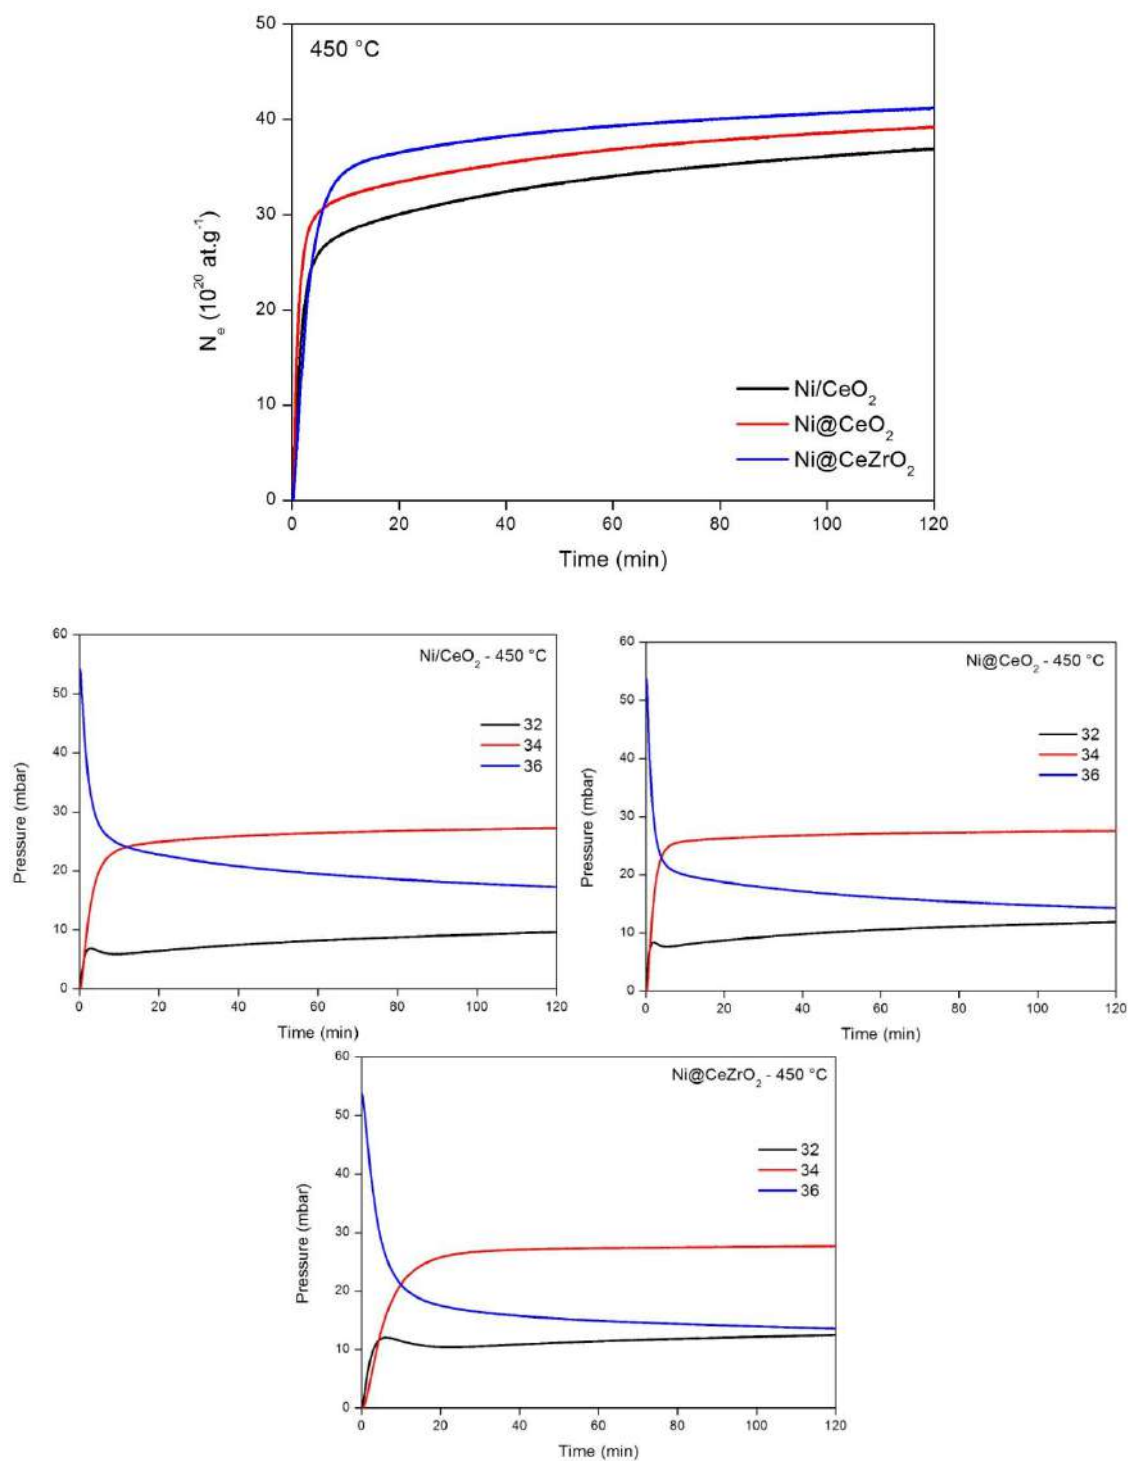 450 °C
50
40
30
20
10
0
Nₑ (10²⁰ at.g⁻¹)
Ni/CeO₂
Ni@CeO₂
Ni@CeZrO₂
0 20 40 60 80 100 120
Time (min)
Ni/CeO₂ - 450 °C
60
50
40
30
20
10
0
Pressure (mbar)
32
34
36
0 20 40 60 80 100 120
Time (min)
Ni@CeO₂ - 450 °C
60
50
40
30
20
10
0
Pressure (mbar)
32
34
36
0 20 40 60 80 100 120
Time (min)
Ni@CeZrO₂ - 450 °C
60
50
40
30
20
10
0
Pressure (mbar)
32
34
36
0 20 40 60 80 100 120
Time (min)